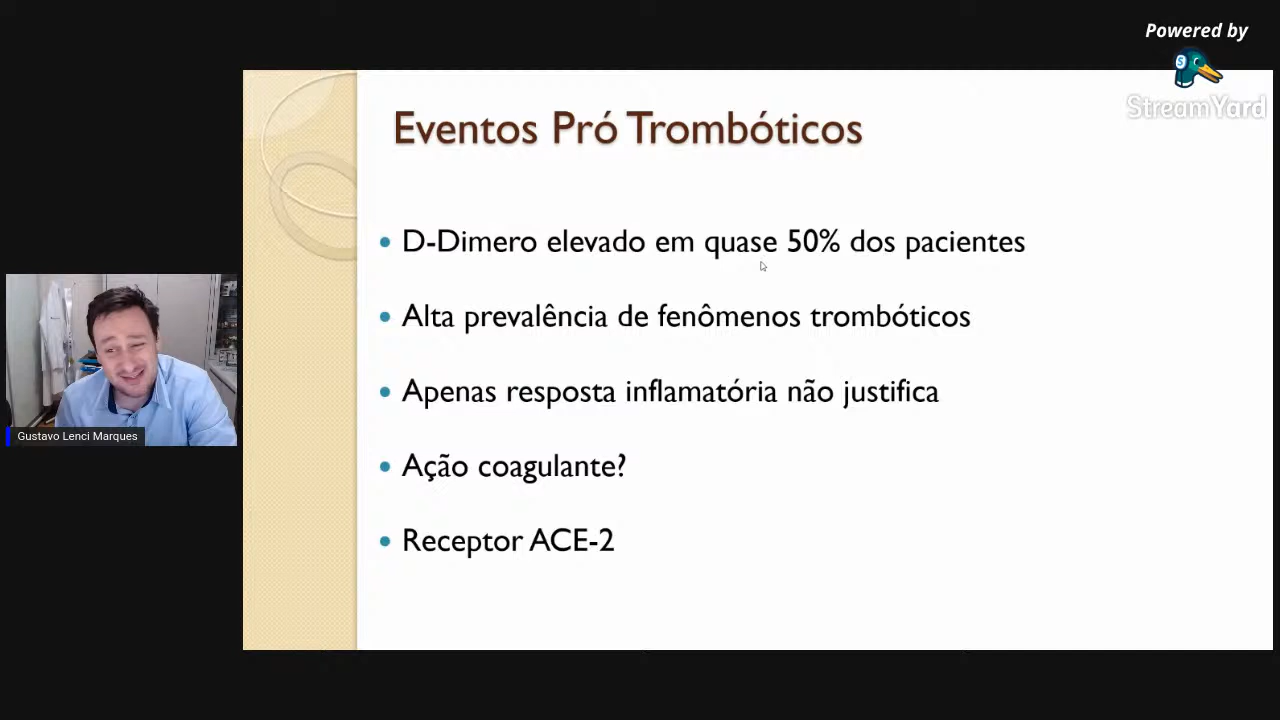 Powered by
StreamYard
Eventos Pró Trombóticos
D-Dimero elevado em quase 50% dos pacientes
Alta prevalência de fenômenos trombóticos
Apenas resposta inflamatória não justifica
Ação coagulante?
Receptor ACE-2
Gustavo Lenci Marques